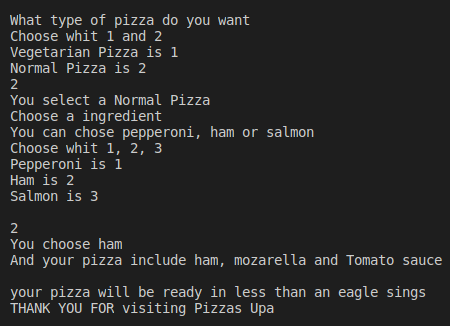 What type of pizza do you want
Choose whit 1 and 2
Vegetarian Pizza is 1
Normal Pizza is 2
2
You select a Normal Pizza
Choose a ingredient
You can chose pepperoni, ham or salmon
Choose whit 1, 2, 3
Pepperoni is 1
Ham is 2
Salmon is 3
2
You choose ham
And your pizza include ham, mozarella and Tomato sauce
your pizza will be ready in less than an eagle sings
THANK YOU FOR visiting Pizzas Upa